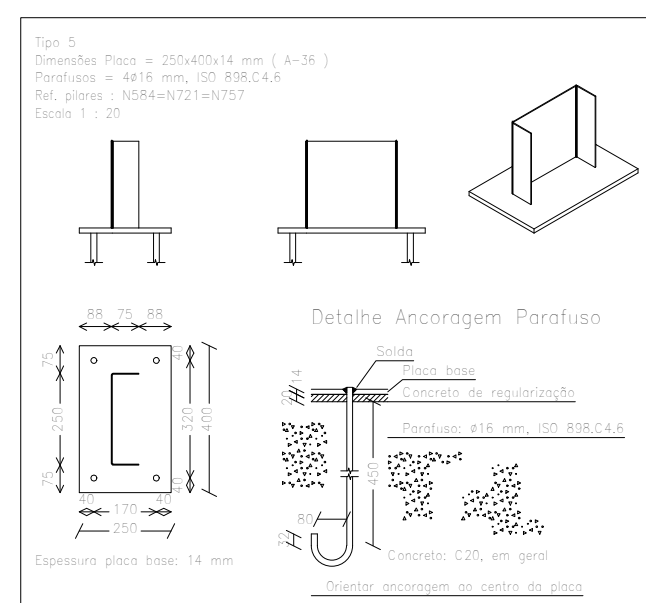 Tipo 5
Dimensões Placa = 250x400x14 mm ( A-36 )
Parafusos = 4Ø16 mm, ISO 898.C4.6
Ref. pilares : N584=N721=N757
Escala 1 : 20
88 75 88
75
250
75
40
320
40
400
40 40
170
250
Espessura placa base: 14 mm
Detalhe Ancoragem Parafuso
Solda
14
Placa base
20
Concreto de regularização
Parafuso: Ø16 mm, ISO 898.C4.6
450
80
32
Concreto: C20, em geral
Orientar ancoragem ao centro da placa